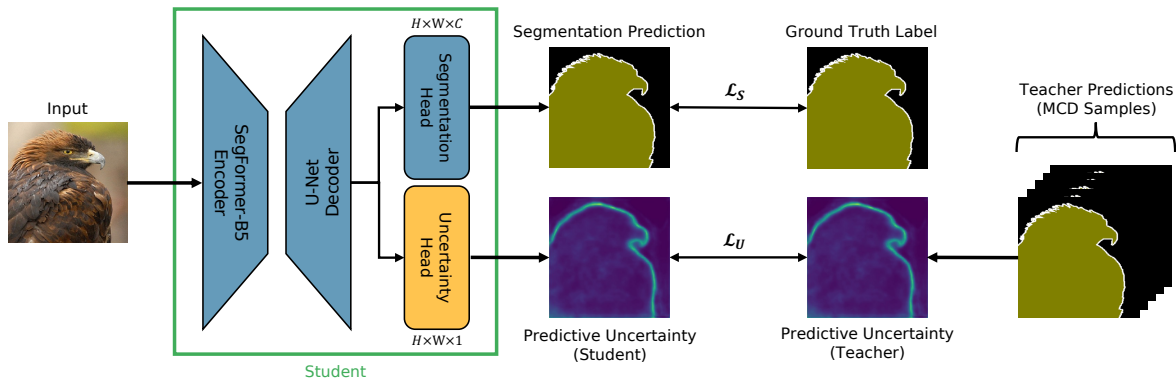 Input
SegFormer-B5
Encoder
U-Net
Decoder
H×W×C
Segmentation
Head
Uncertainty
Head
H×W×1
Student
Segmentation Prediction
Ground Truth Label
ℒS
Teacher Predictions
(MCD Samples)
ℒU
Predictive Uncertainty
(Student)
Predictive Uncertainty
(Teacher)